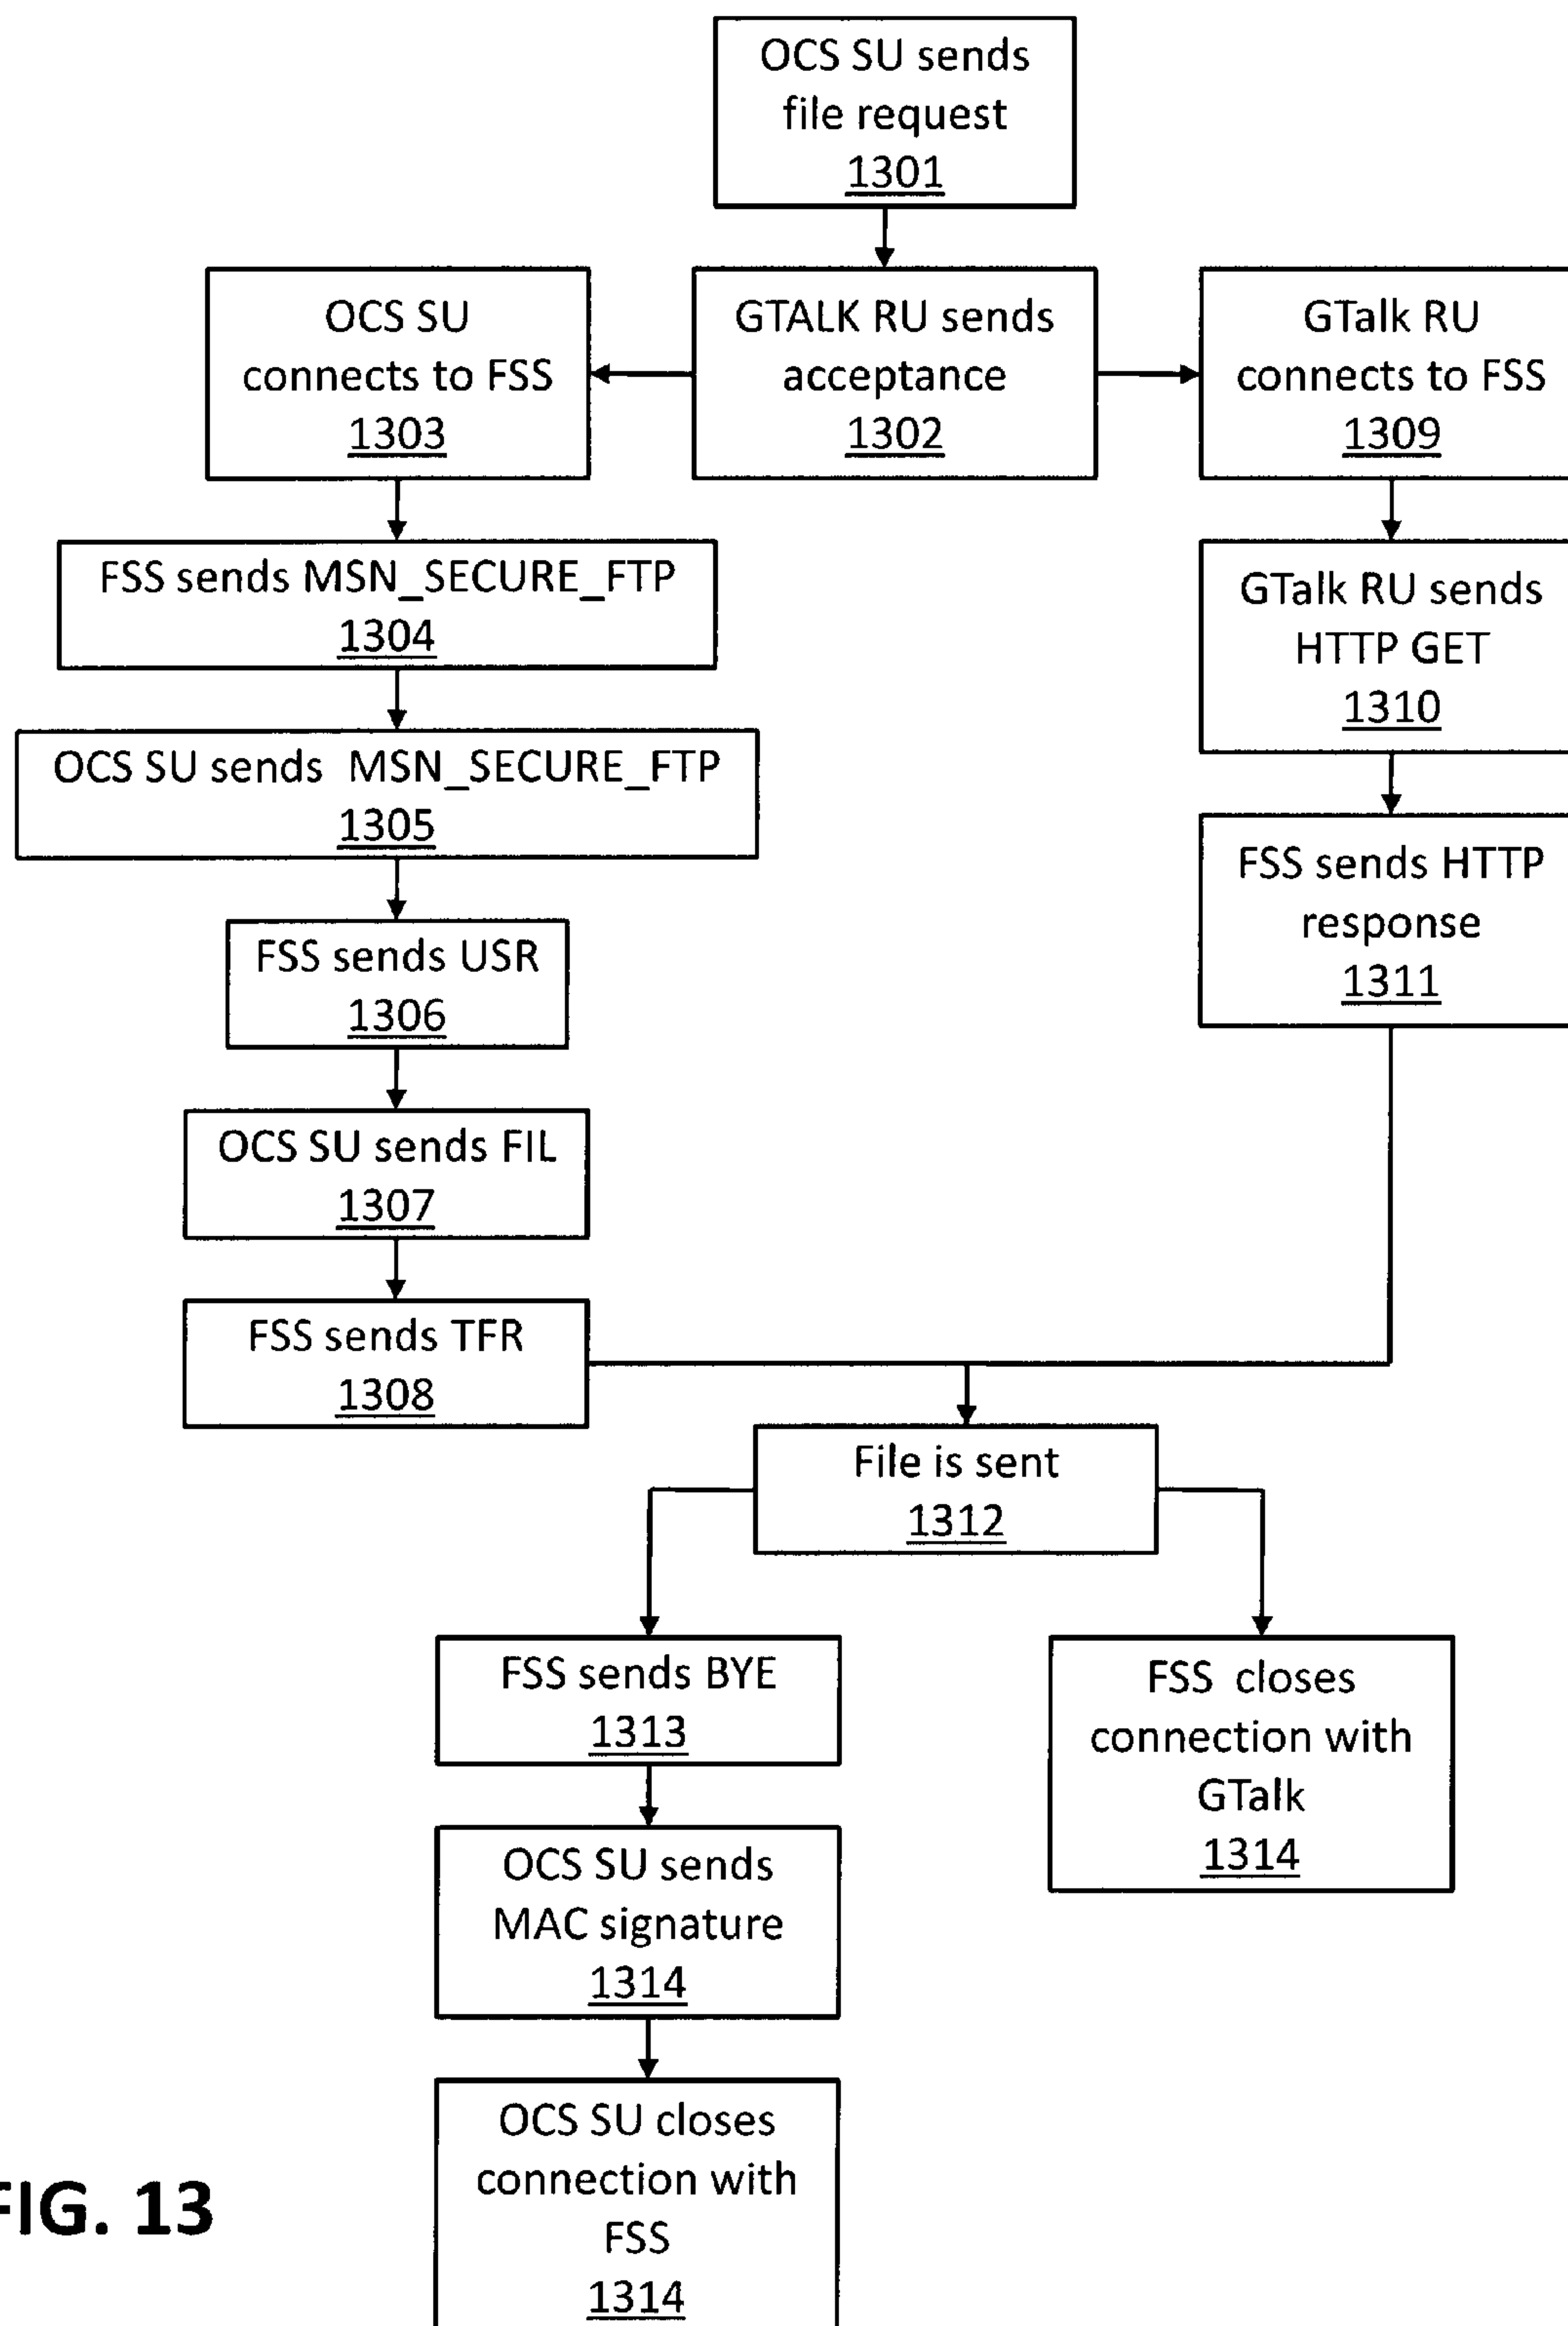 OCS SU sends
file request
1301
OCS SU
connects to FSS
1303
GTALK RU sends
acceptance
1302
GTalk RU
connects to FSS
1309
FSS sends MSN_SECURE_FTP
1304
OCS SU sends MSN_SECURE_FTP
1305
FSS sends USR
1306
OCS SU sends FIL
1307
FSS sends TFR
1308
GTalk RU sends
HTTP GET
1310
FSS sends HTTP
response
1311
File is sent
1312
FSS sends BYE
1313
OCS SU sends
MAC signature
1314
OCS SU closes
connection with
FSS
1314
FSS closes
connection with
GTalk
1314
FIG. 13